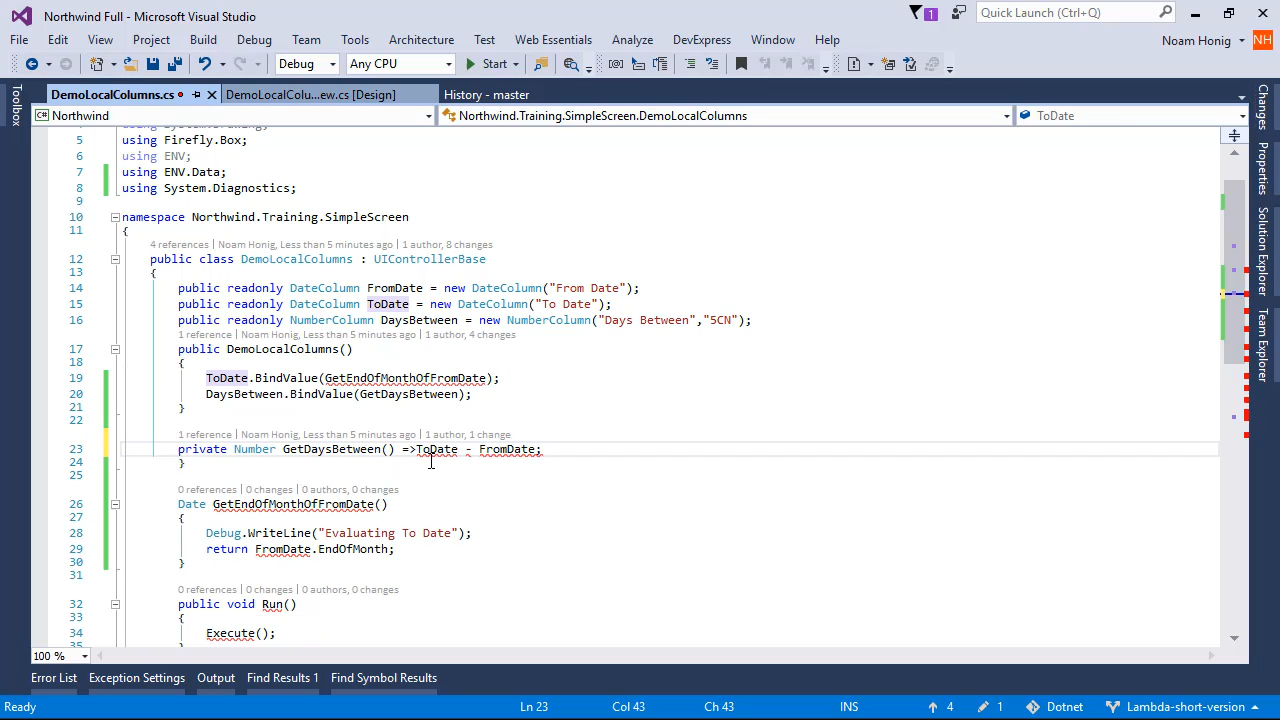 Northwind Full - Microsoft Visual Studio
1
Quick Launch (Ctrl+Q)
File Edit View Project Build Debug Team Tools Architecture Test Web Essentials Analyze DevExpress Window Help
Noam Honig NH
Debug Any CPU Start
DemoLocalColumns.cs DemoLocalColu...ew.cs [Design] History - master
Northwind Northwind.Training.SimpleScreen.DemoLocalColumns ToDate
Toolbox
Changes
Properties
Solution Explorer
Team Explorer
5 using Firefly.Box;
6 using ENV;
7 using ENV.Data;
8 using System.Diagnostics;
9
10 namespace Northwind.Training.SimpleScreen
11 {
4 references | Noam Honig, Less than 5 minutes ago | 1 author, 8 changes
12 public class DemoLocalColumns : UIControllerBase
13 {
14 public readonly DateColumn FromDate = new DateColumn("From Date");
15 public readonly DateColumn ToDate = new DateColumn("To Date");
16 public readonly NumberColumn DaysBetween = new NumberColumn("Days Between","5CN");
1 reference | Noam Honig, Less than 5 minutes ago | 1 author, 4 changes
17 public DemoLocalColumns()
18 {
19 ToDate.BindValue(GetEndOfMonthOfFromDate);
20 DaysBetween.BindValue(GetDaysBetween);
21 }
22
1 reference | Noam Honig, Less than 5 minutes ago | 1 author, 1 change
23 private Number GetDaysBetween() =>ToDate - FromDate;
24 }
25
0 references | 0 changes | 0 authors, 0 changes
26 Date GetEndOfMonthOfFromDate()
27 {
28 Debug.WriteLine("Evaluating To Date");
29 return FromDate.EndOfMonth;
30 }
31
0 references | 0 changes | 0 authors, 0 changes
32 public void Run()
33 {
34 Execute();
35 }
100 %
Error List Exception Settings Output Find Results 1 Find Symbol Results
Ready Ln 23 Col 43 Ch 43 INS 4 1 Dotnet Lambda-short-version